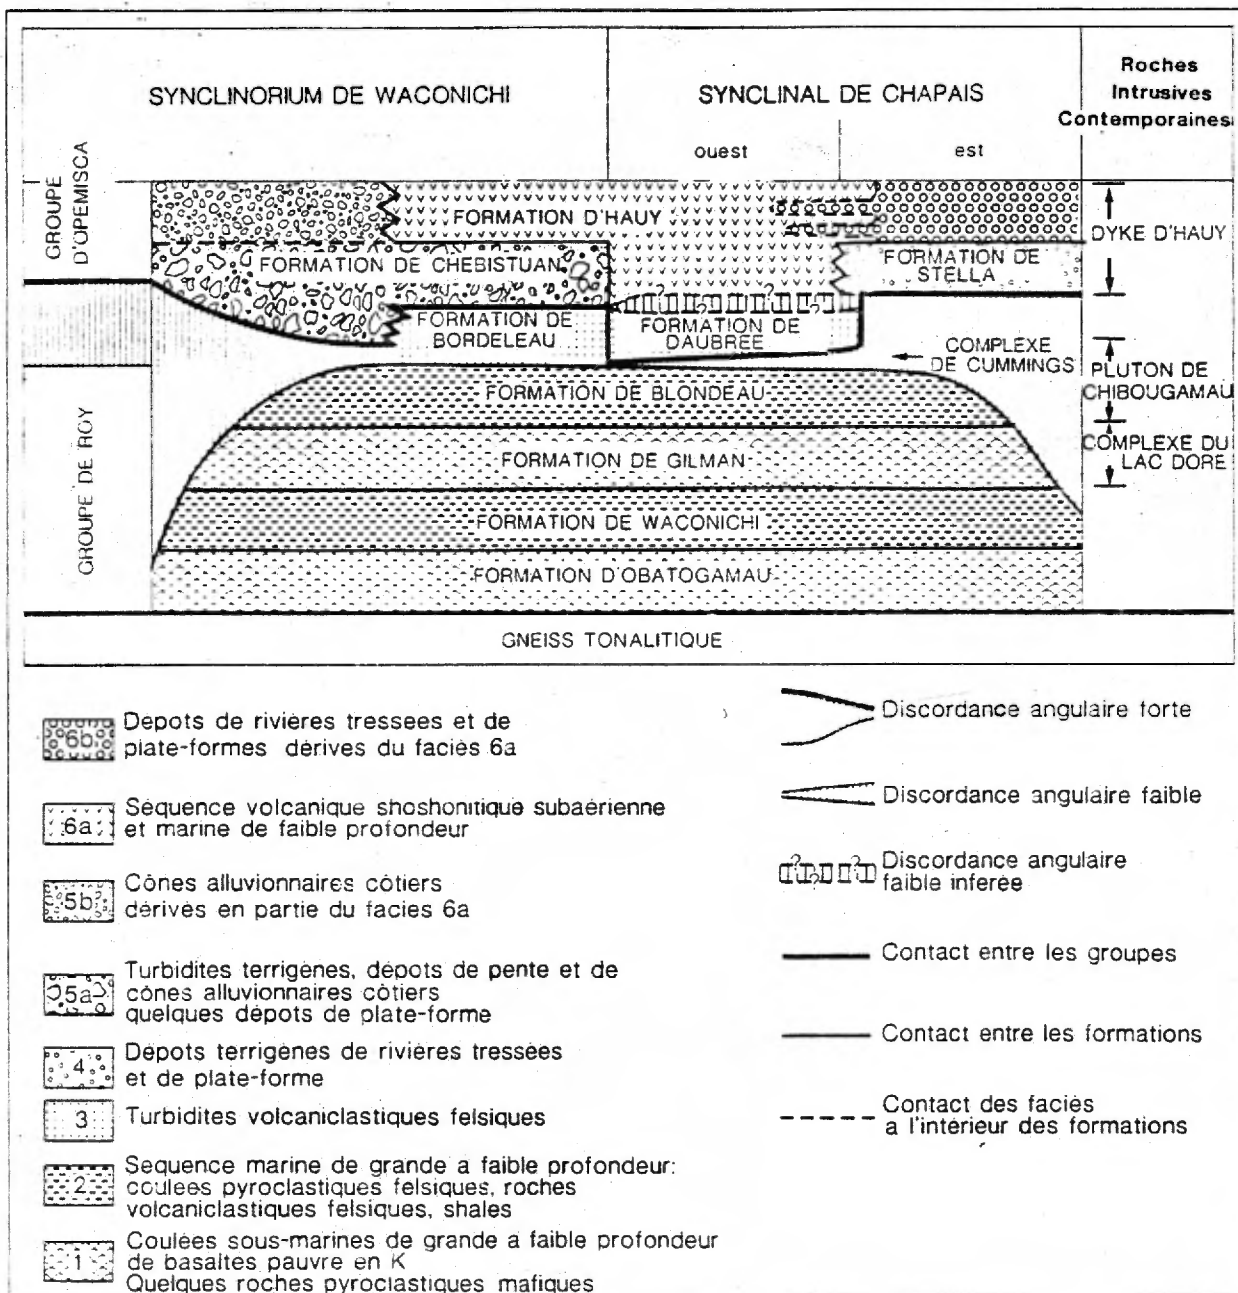 SYNCLINORIUM DE WACONICHI
SYNCLINAL DE CHAPAIS
ouest
est
Roches
Intrusives
Contemporaines
GROUPE
D'OPEMISCA
GROUPE DE ROY
FORMATION D'HAUY
FORMATION DE CHEBISTUAN
FORMATION DE
STELLA
FORMATION DE
BORDELEAU
FORMATION DE
DAUBRÉE
COMPLEXE
DE CUMMINGS
FORMATION DE BLONDEAU
FORMATION DE GILMAN
FORMATION DE WACONICHI
FORMATION D'OBATOGAMAU
GNEISS TONALITIQUE
DYKE D'HAUY
PLUTON DE
CHIBOUGAMAU
COMPLEXE DU
LAC DORÉ
6b
Depots de rivières tressees et de
plate-formes dérives du faciès 6a
6a
Séquence volcanique shoshonitique subaérienne
et marine de faible profondeur
5b
Cônes alluvionnaires côtiers
dérivés en partie du facies 6a
5a
Turbidites terrigènes, dépots de pente et de
cônes alluvionnaires côtiers
quelques dépots de plate-forme
4
Dépots terrigènes de rivières tressées
et de plate-forme
3
Turbidites volcaniclastiques felsiques
2
Sequence marine de grande a faible profondeur:
coulees pyroclastiques felsiques, roches
volcaniclastiques felsiques, shales
1
Coulées sous-marines de grande a faible profondeur
de basaltes pauvre en K
Quelques roches pyroclastiques mafiques
Discordance angulaire forte
Discordance angulaire faible
? ? ?
Discordance angulaire
faible inferée
Contact entre les groupes
Contact entre les formations
Contact des faciès
a l'intérieur des formations